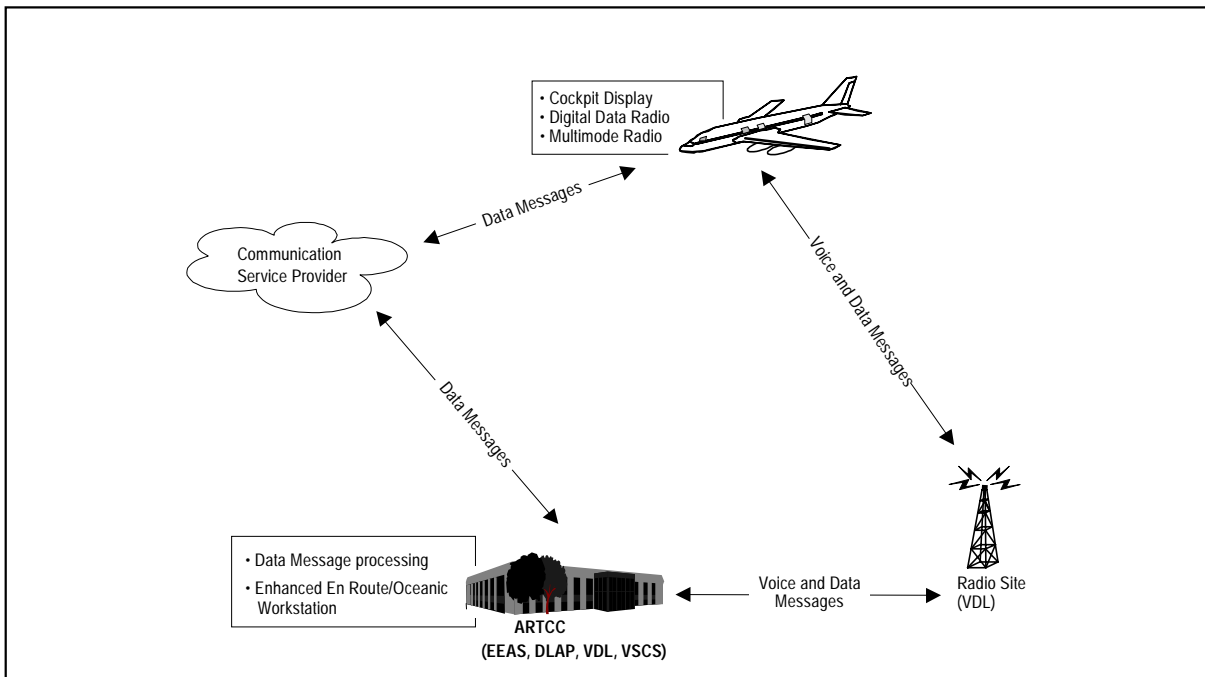 • Cockpit Display
• Digital Data Radio
• Multimode Radio
Data Messages
Communication
Service Provider
Voice and Data Messages
Data Messages
• Data Message processing
• Enhanced En Route/Oceanic
Workstation
Voice and Data
Messages
Radio Site
(VDL)
ARTCC
(EEAS, DLAP, VDL, VSCS)